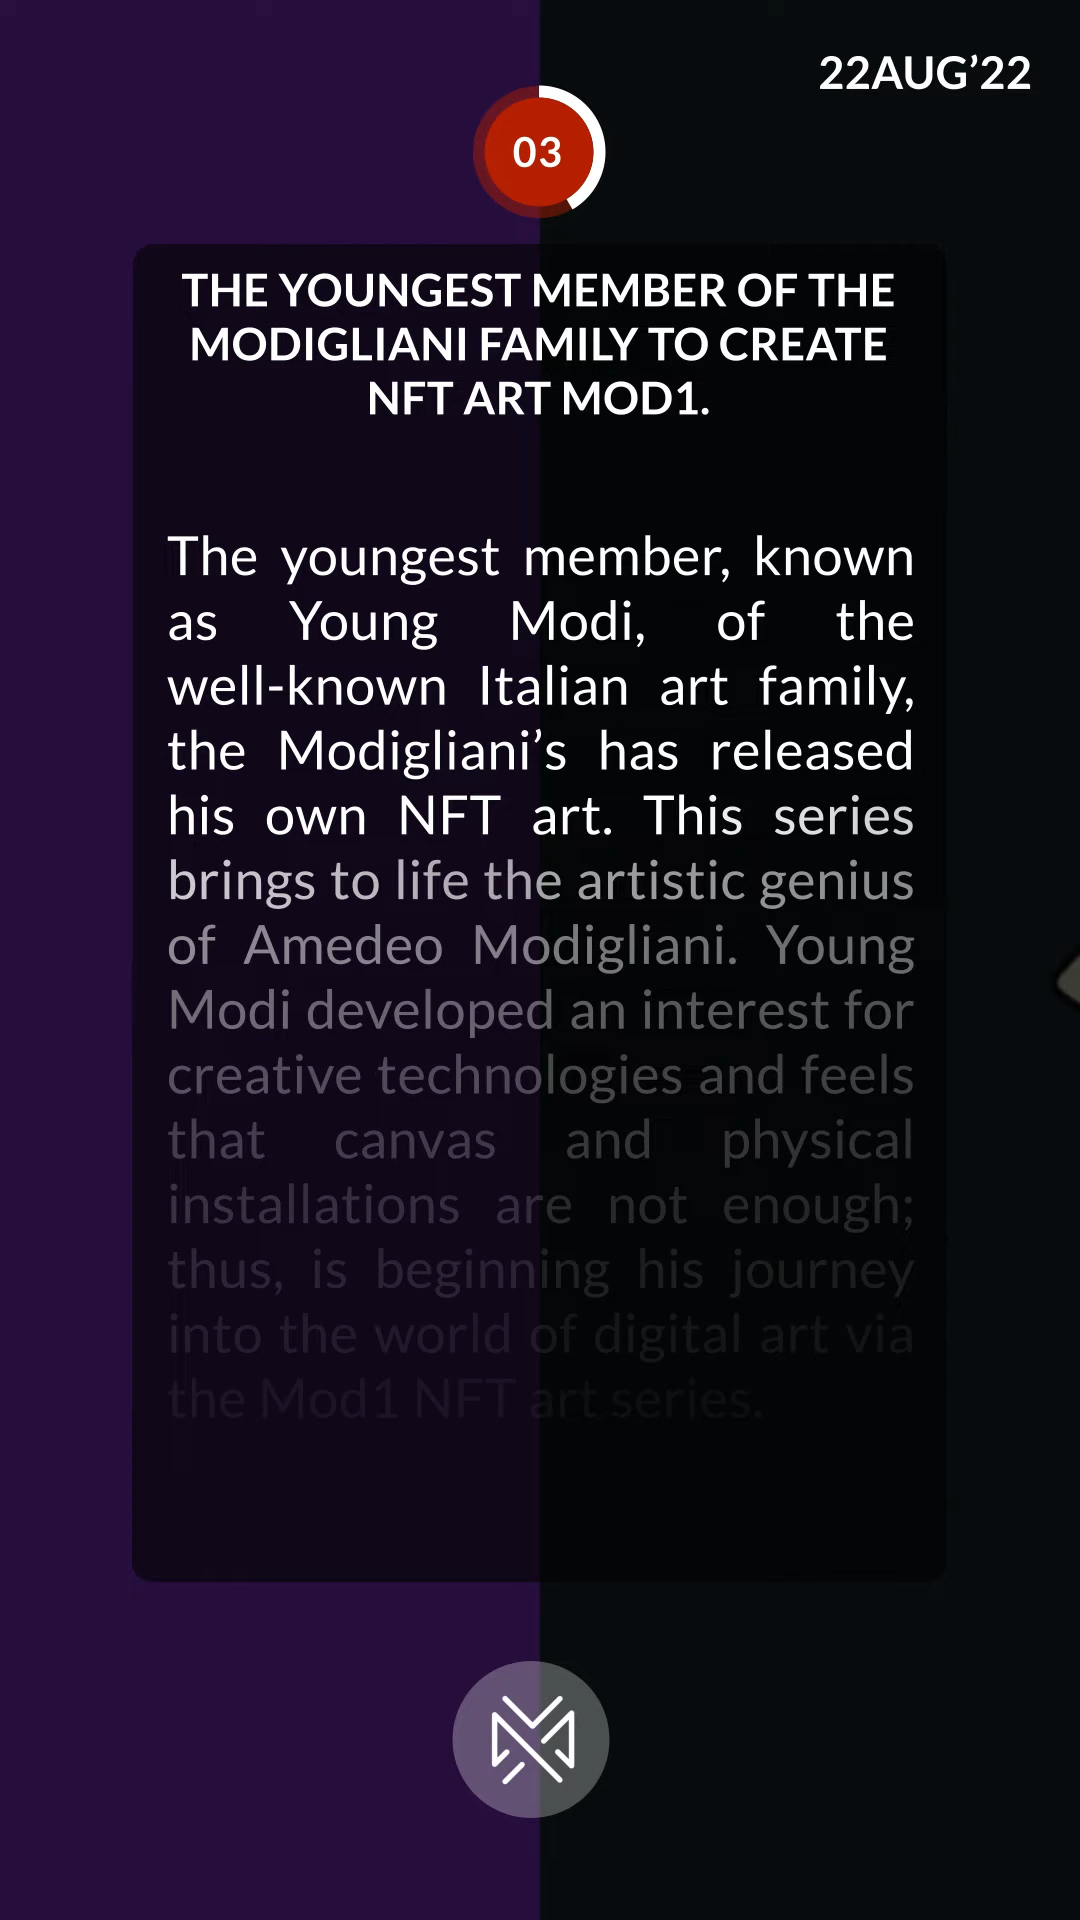 22AUG’22
03
THE YOUNGEST MEMBER OF THE
MODIGLIANI FAMILY TO CREATE
NFT ART MOD1.
The youngest member, known
as Young Modi, of the
well-known Italian art family,
the Modigliani’s has released
his own NFT art. This series
brings to life the artistic genius
of Amedeo Modigliani. Young
Modi developed an interest for
creative technologies and feels
that canvas and physical
installations are not enough;
thus, is beginning his journey
into the world of digital art via
the Mod1 NFT art series.